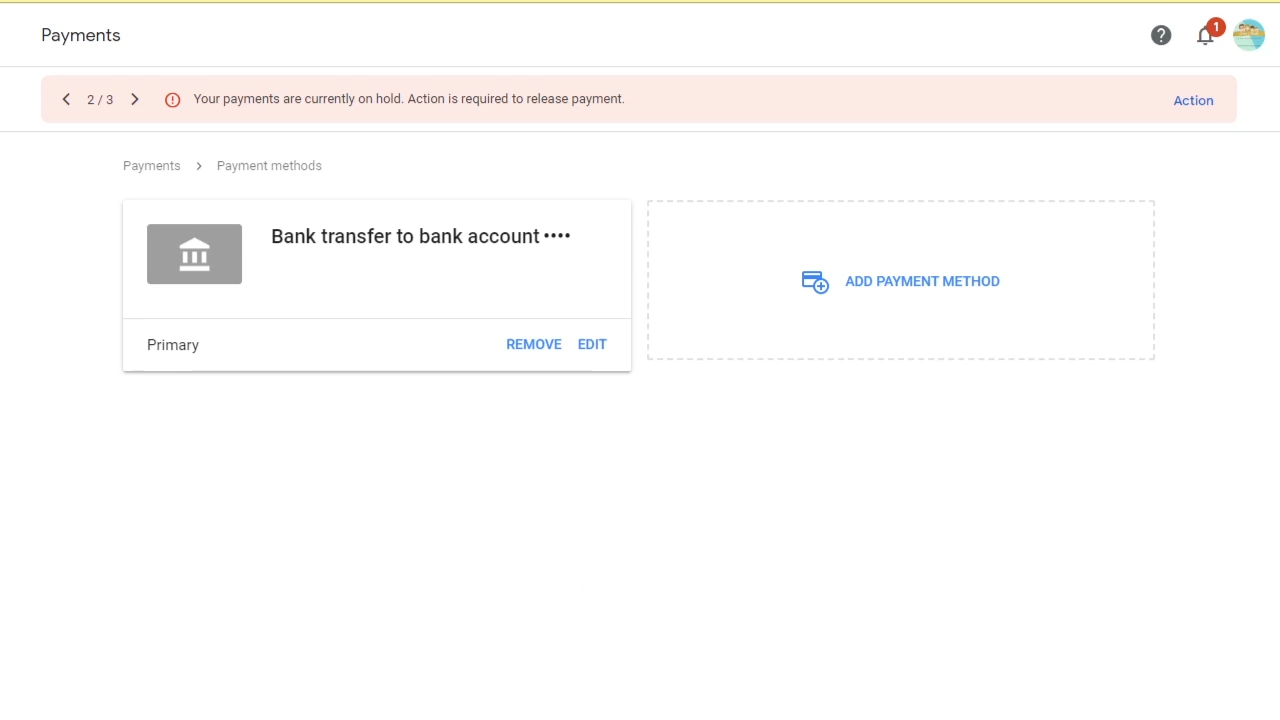 Payments
1
2 / 3
Your payments are currently on hold. Action is required to release payment.
Action
Payments
Payment methods
Bank transfer to bank account ••••
ADD PAYMENT METHOD
Primary
REMOVE
EDIT